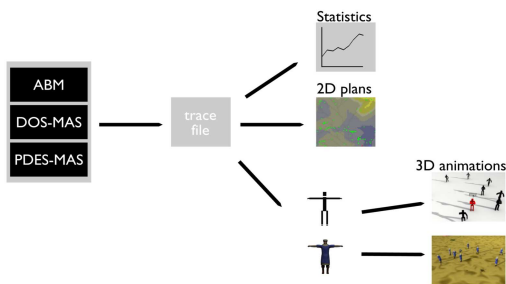 Statistics
ABM
DOS-MAS
PDES-MAS
trace
file
2D plans
3D animations